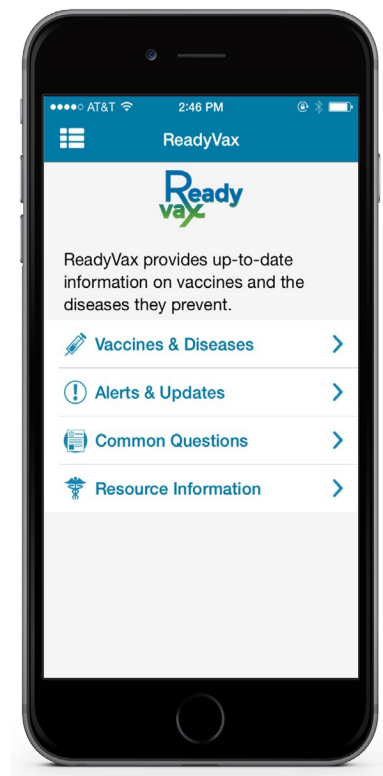 AT&T 2:46 PM
ReadyVax
Ready
vax
ReadyVax provides up-to-date
information on vaccines and the
diseases they prevent.
Vaccines & Diseases
Alerts & Updates
Common Questions
Resource Information